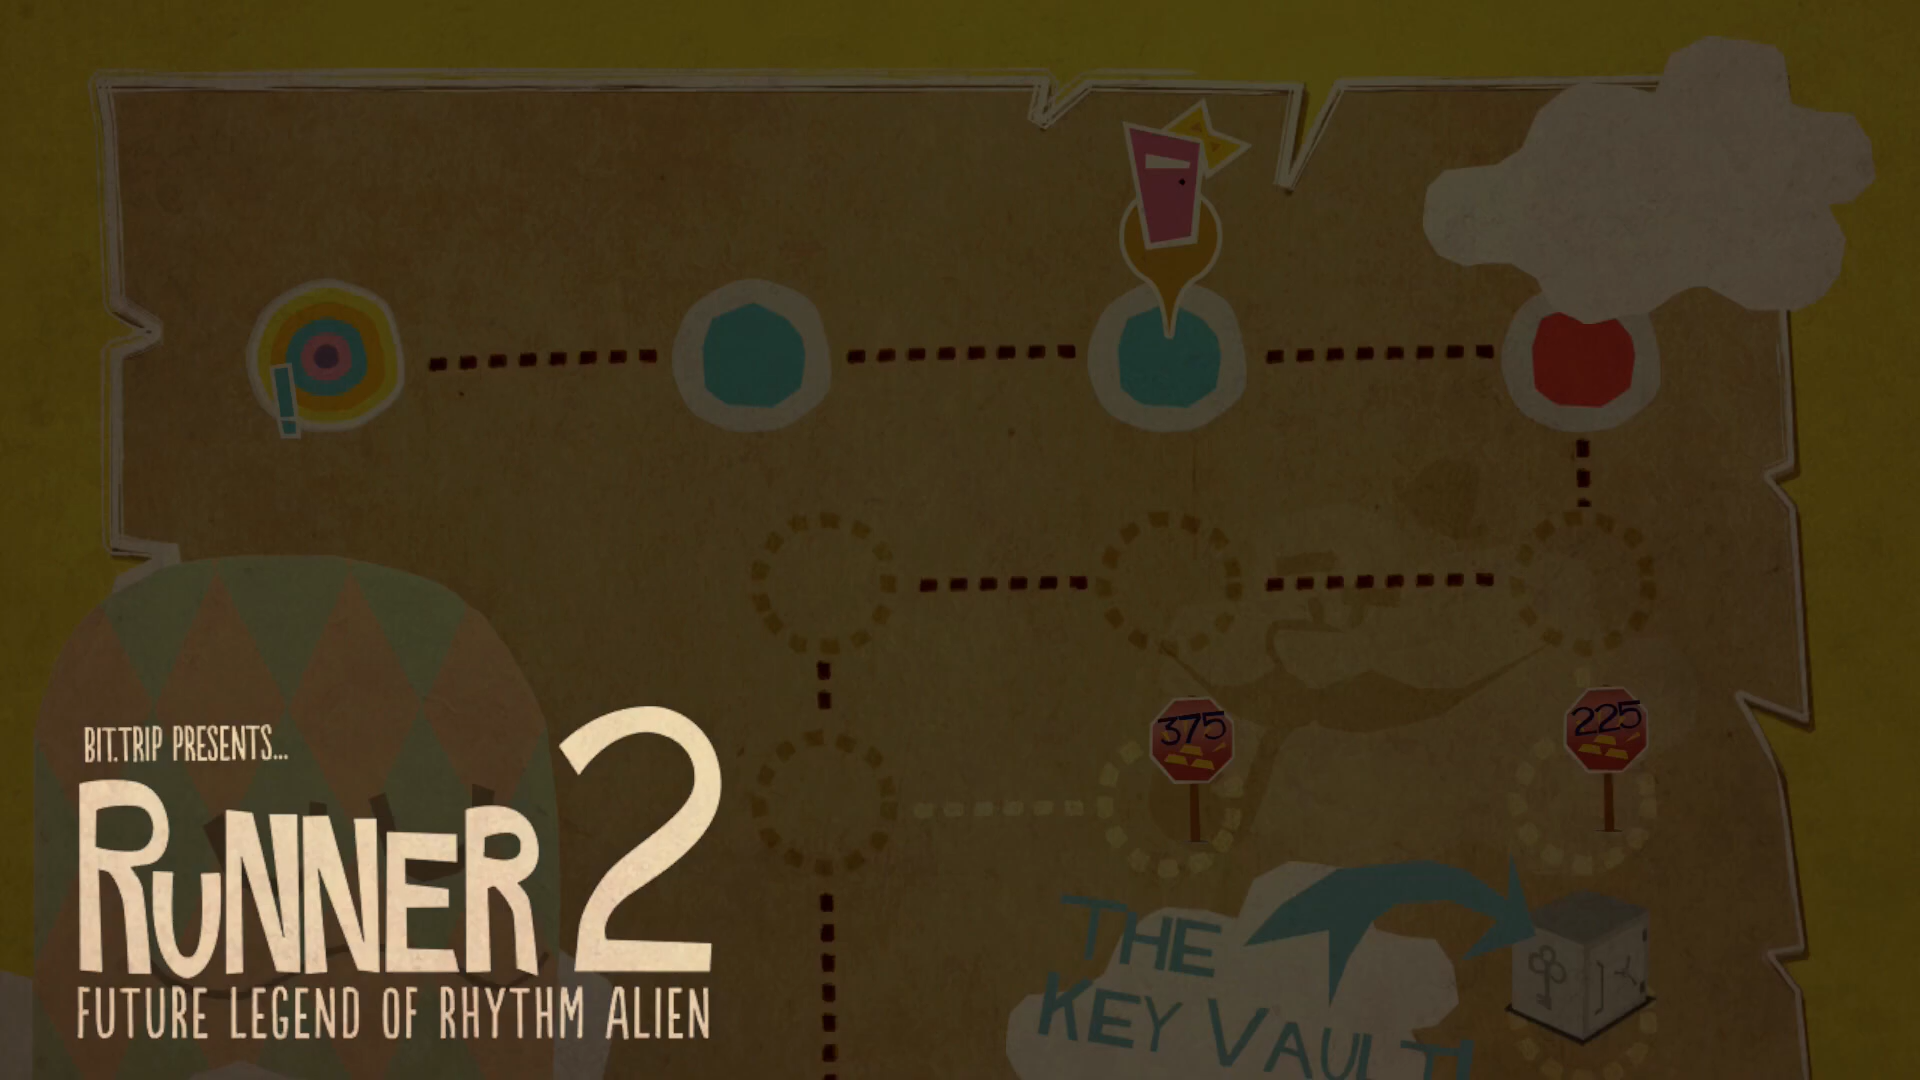 375
225
BIT.TRIP PRESENTS...
RUNNER 2
FUTURE LEGEND OF RHYTHM ALIEN
THE
KEY VAULT!